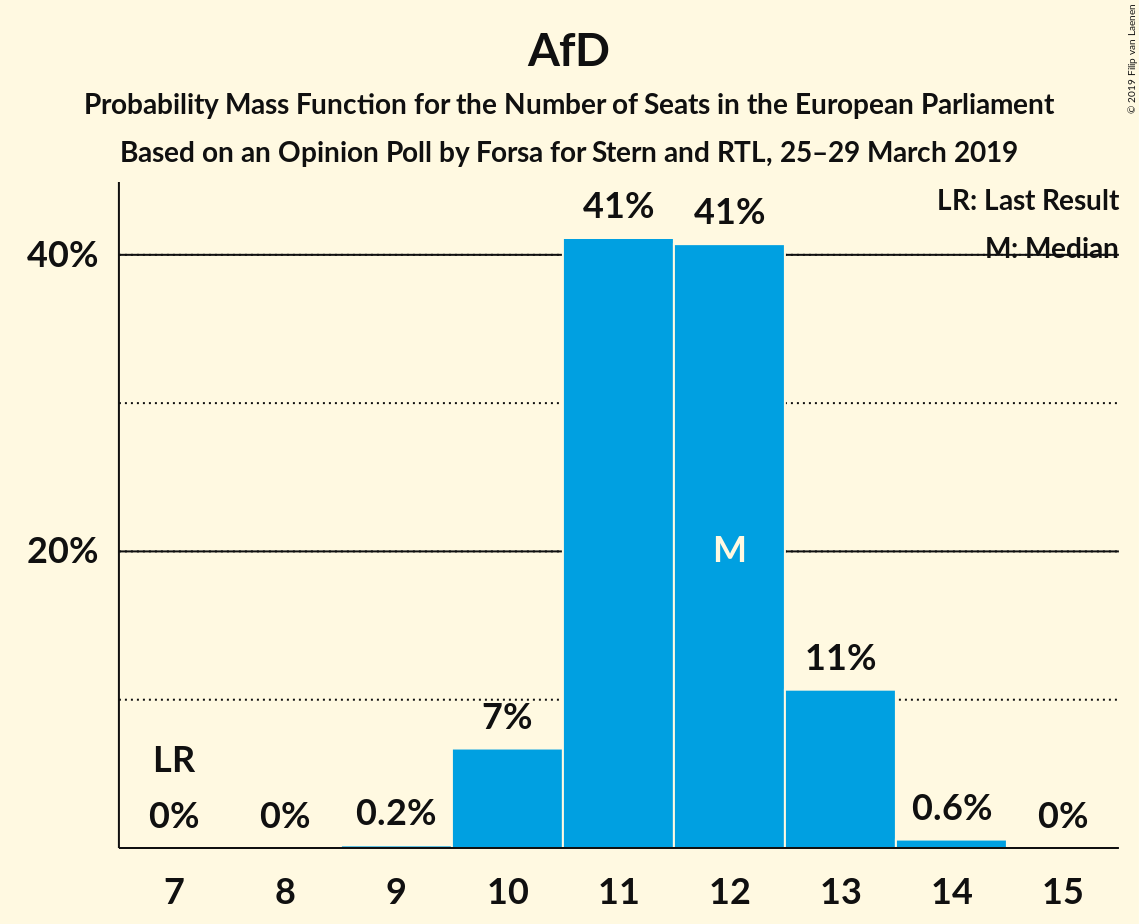 AfD
Probability Mass Function for the Number of Seats in the European Parliament
Based on an Opinion Poll by Forsa for Stern and RTL, 25–29 March 2019
© 2019 Filip van Laenen
LR: Last Result
M: Median
41%
41%
40%
20%
M
11%
7%
LR
0%
0%
0.2%
0.6%
0%
7
8
9
10
11
12
13
14
15